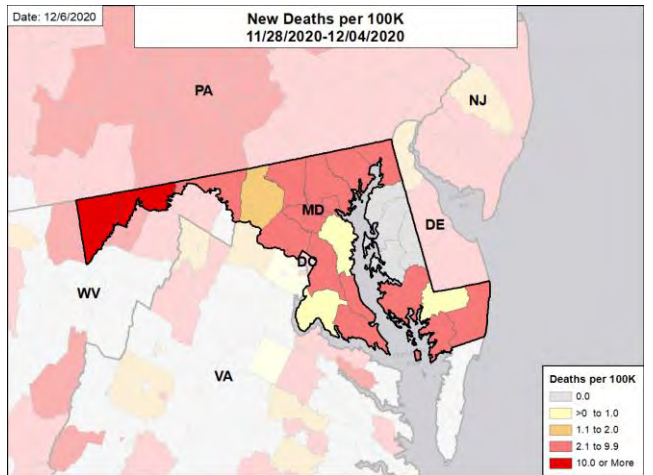 Date: 12/6/2020
New Deaths per 100K
11/28/2020-12/04/2020
PA
NJ
MD
DE
DC
WV
VA
Deaths per 100K
0.0
>0 to 1.0
1.1 to 2.0
2.1 to 9.9
10.0 or More